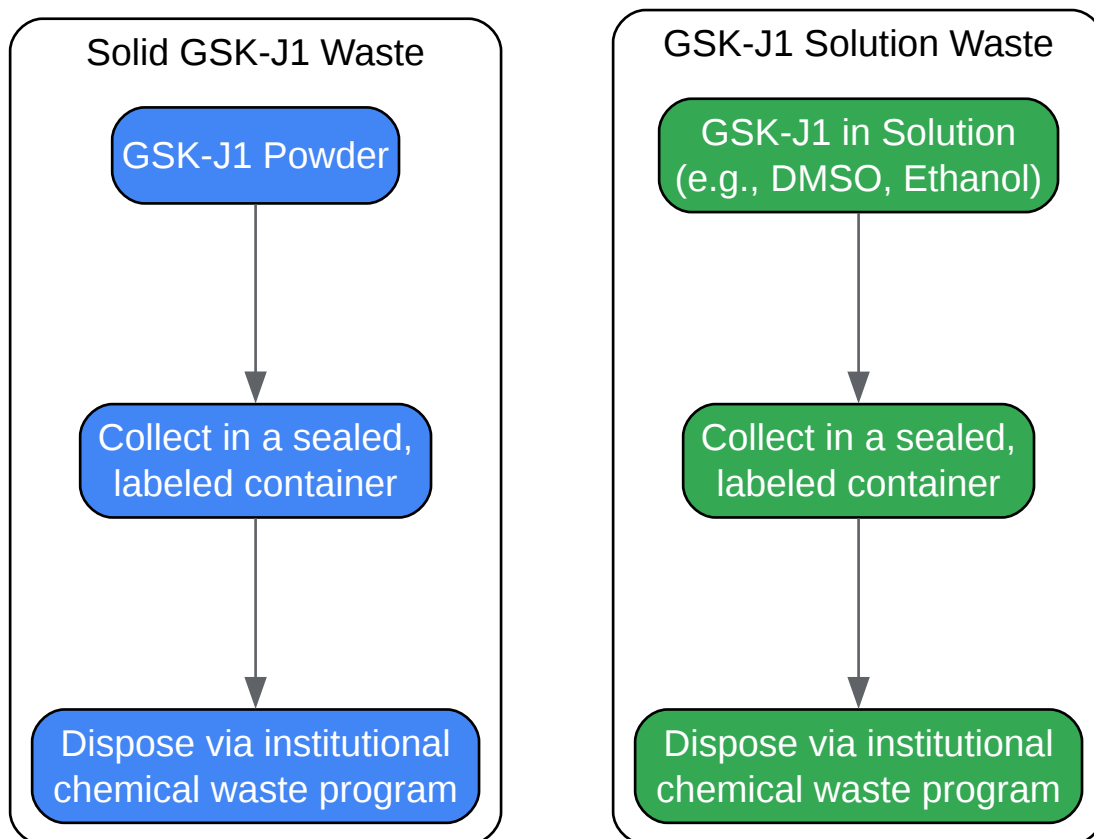 Solid GSK-J1 Waste
GSK-J1 Powder
Collect in a sealed,
labeled container
Dispose via institutional
chemical waste program
GSK-J1 Solution Waste
GSK-J1 in Solution
(e.g., DMSO, Ethanol)
Collect in a sealed,
labeled container
Dispose via institutional
chemical waste program